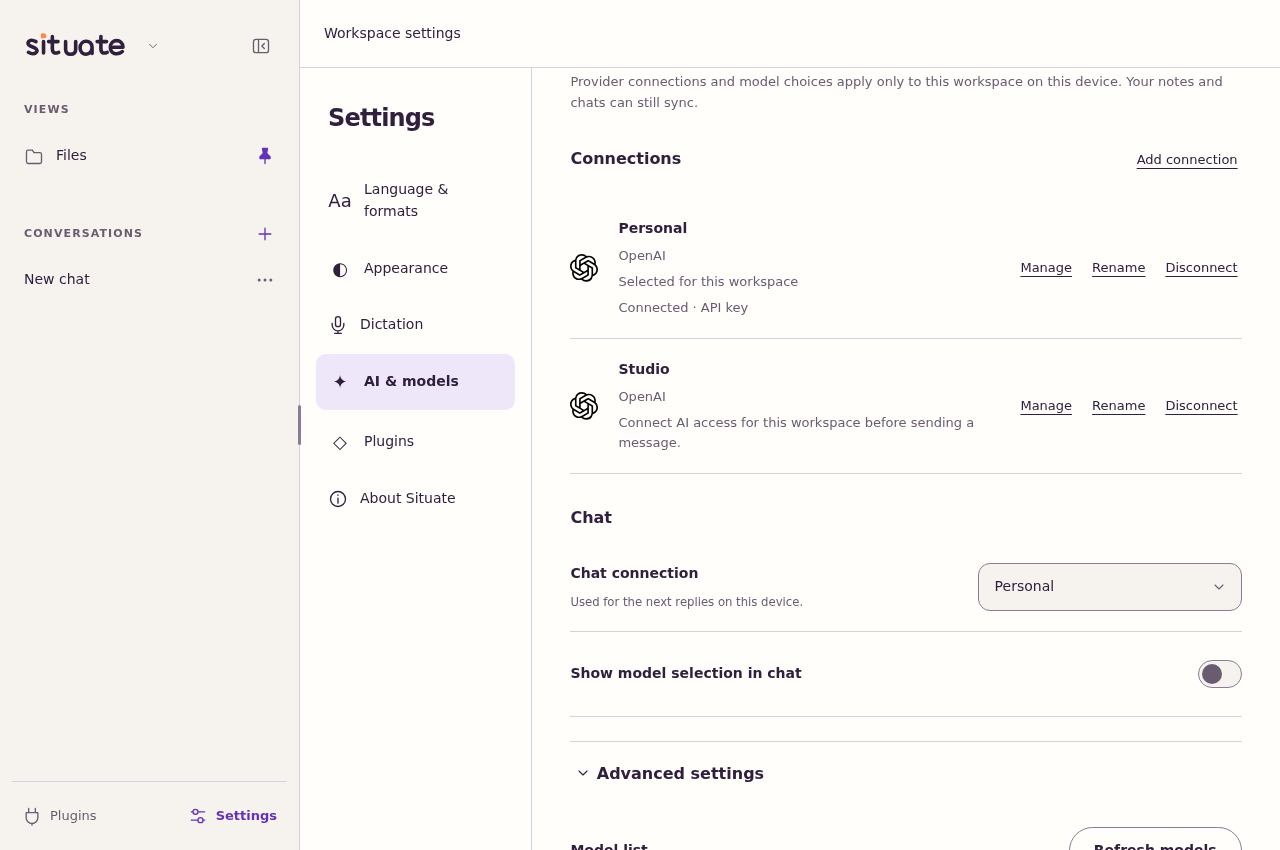 situate
VIEWS
Files
CONVERSATIONS
New chat
Plugins
Settings
Workspace settings
Settings
Aa
Language &
formats
Appearance
Dictation
AI & models
Plugins
About Situate
Provider connections and model choices apply only to this workspace on this device. Your notes and
chats can still sync.
Connections
Add connection
Personal
OpenAI
Selected for this workspace
Connected · API key
Manage
Rename
Disconnect
Studio
OpenAI
Connect AI access for this workspace before sending a
message.
Manage
Rename
Disconnect
Chat
Chat connection
Used for the next replies on this device.
Personal
Show model selection in chat
Advanced settings
Model list
Refresh models